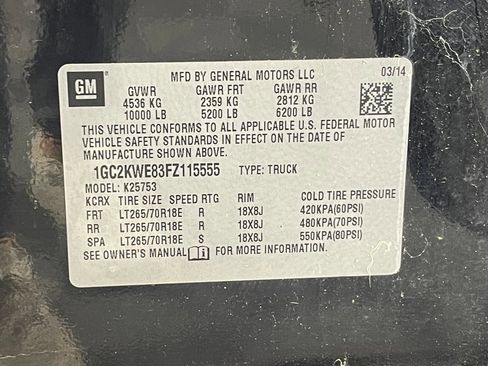 GM
MFD BY GENERAL MOTORS LLC 03/14
GVWR GAWR FRT GAWR RR
4536 KG 2359 KG 2812 KG
10000 LB 5200 LB 6200 LB
THIS VEHICLE CONFORMS TO ALL APPLICABLE U.S. FEDERAL MOTOR
VEHICLE SAFETY STANDARDS IN EFFECT ON THE DATE OF
MANUFACTURE SHOWN ABOVE.
1GC2KWE83FZ115555 TYPE: TRUCK
MODEL: K25753
KCRX TIRE SIZE SPEED RTG RIM COLD TIRE PRESSURE
FRT LT265/70R18E R 18X8J 420KPA(60PSI)
RR LT265/70R18E R 18X8J 480KPA(70PSI)
SPA LT265/70R18E S 18X8J 550KPA(80PSI)
SEE OWNER'S MANUAL FOR MORE INFORMATION.